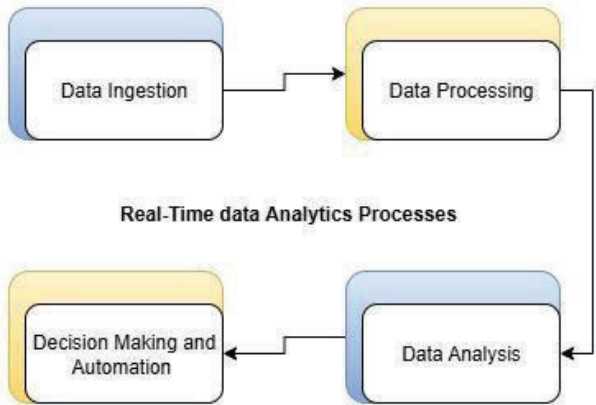 Data Ingestion
Data Processing
Real-Time data Analytics Processes
Decision Making and
Automation
Data Analysis